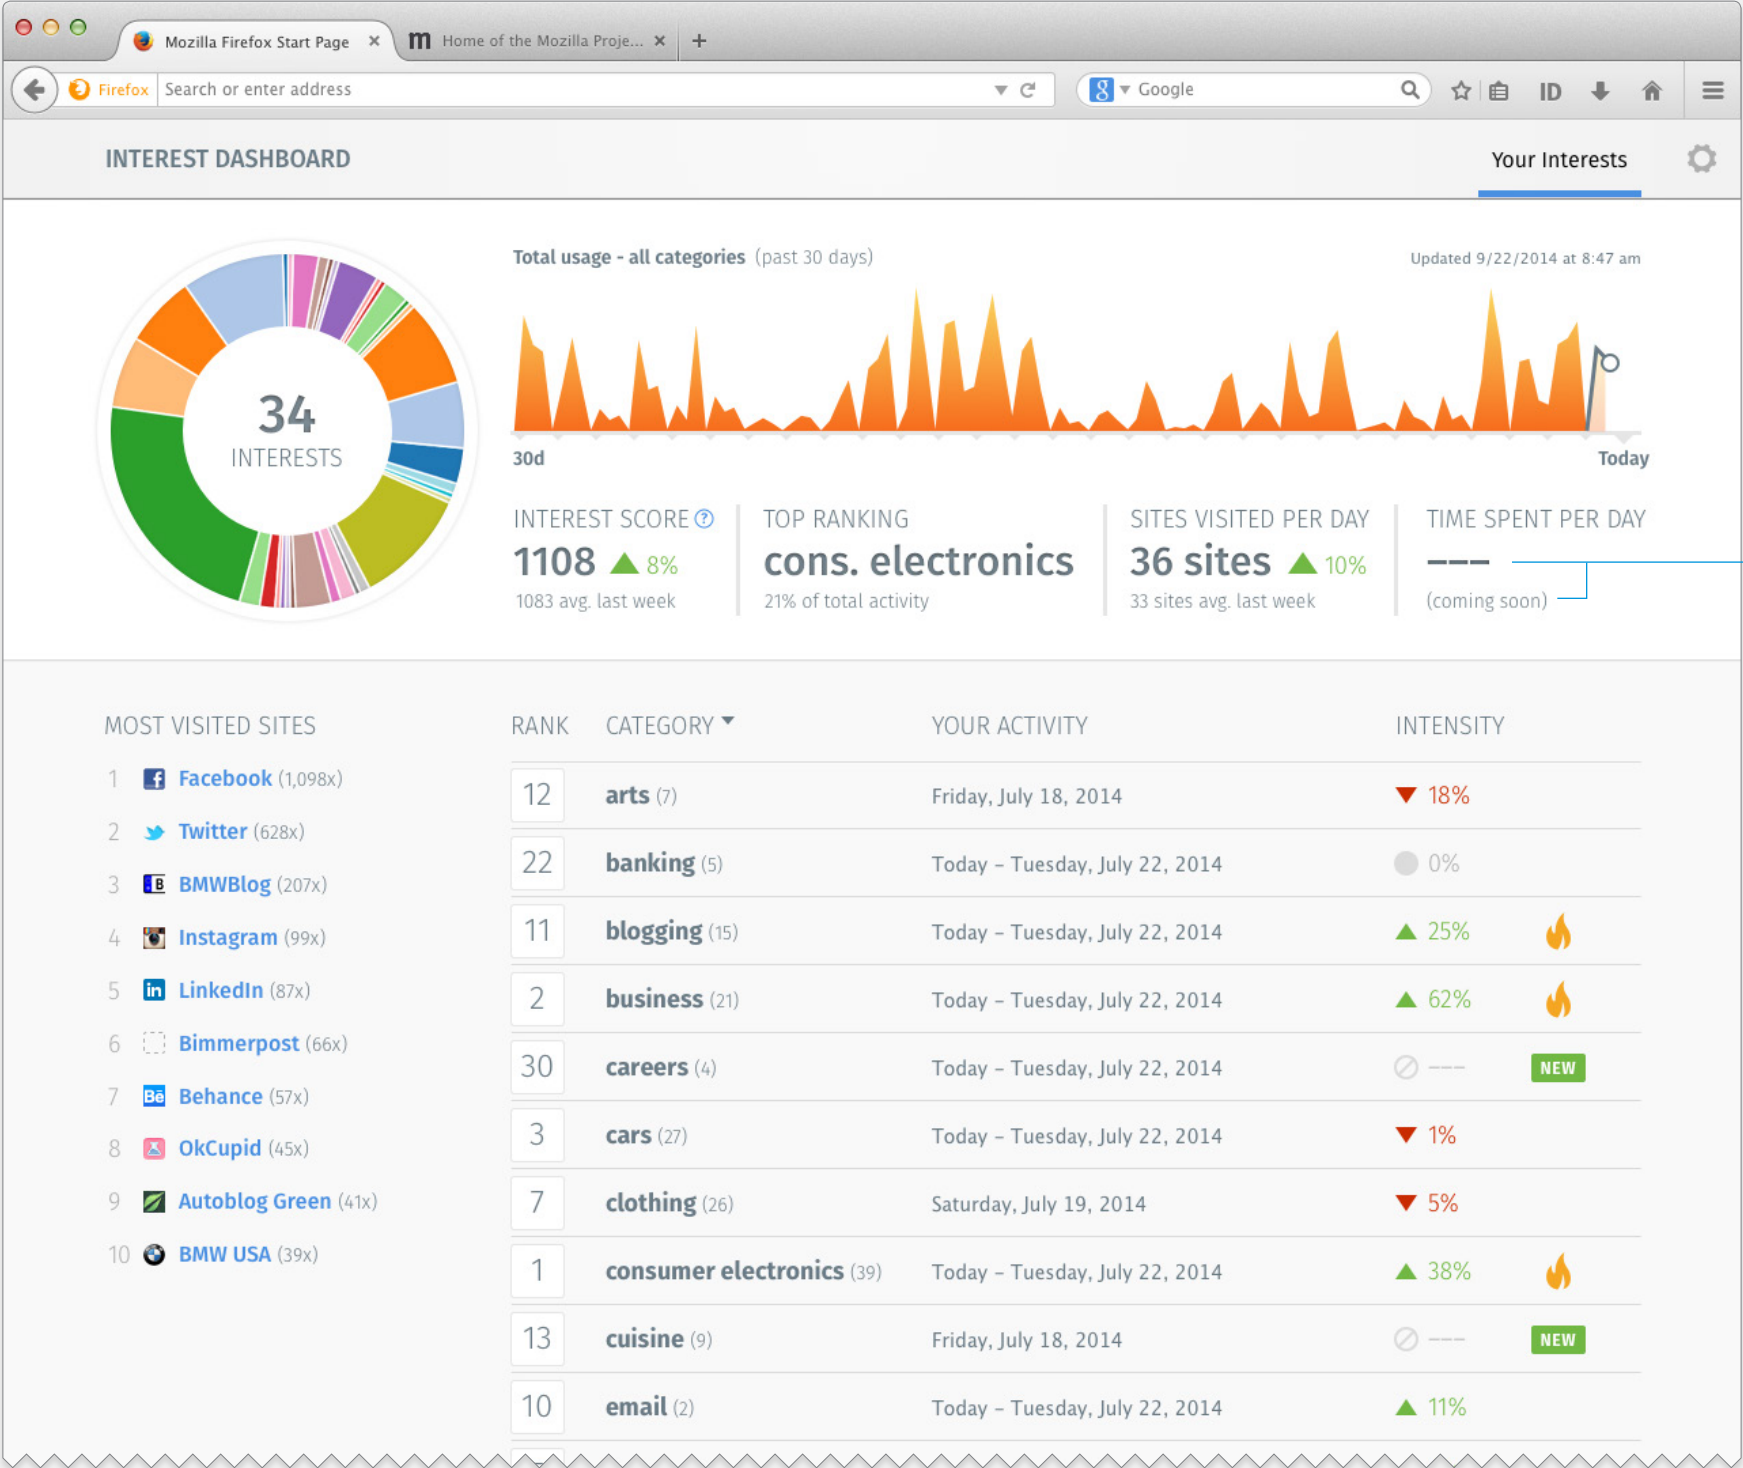 Mozilla Firefox Start Page
Home of the Mozilla Proje...
Firefox Search or enter address
Google
ID
INTEREST DASHBOARD
Your Interests
34
INTERESTS
Total usage - all categories (past 30 days)
Updated 9/22/2014 at 8:47 am
30d
Today
INTEREST SCORE ?
1108 8%
1083 avg. last week
TOP RANKING
cons. electronics
21% of total activity
SITES VISITED PER DAY
36 sites 10%
33 sites avg. last week
TIME SPENT PER DAY
---
(coming soon)
MOST VISITED SITES
1 Facebook (1,098x)
2 Twitter (628x)
3 BMWBlog (207x)
4 Instagram (99x)
5 LinkedIn (87x)
6 Bimmerpost (66x)
7 Behance (57x)
8 OkCupid (45x)
9 Autoblog Green (41x)
10 BMW USA (39x)
RANK CATEGORY YOUR ACTIVITY INTENSITY
12 arts (7) Friday, July 18, 2014 18%
22 banking (5) Today – Tuesday, July 22, 2014 0%
11 blogging (15) Today – Tuesday, July 22, 2014 25%
2 business (21) Today – Tuesday, July 22, 2014 62%
30 careers (4) Today – Tuesday, July 22, 2014 --- NEW
3 cars (27) Today – Tuesday, July 22, 2014 1%
7 clothing (26) Saturday, July 19, 2014 5%
1 consumer electronics (39) Today – Tuesday, July 22, 2014 38%
13 cuisine (9) Friday, July 18, 2014 --- NEW
10 email (2) Today – Tuesday, July 22, 2014 11%